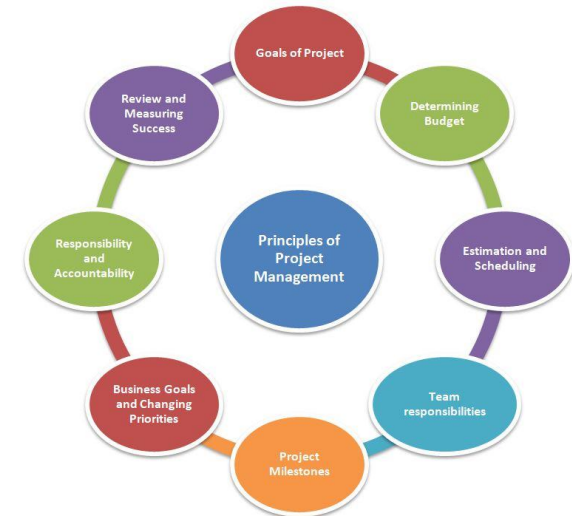 Goals of Project
Determining
Budget
Estimation and
Scheduling
Team
responsibilities
Project
Milestones
Business Goals
and Changing
Priorities
Responsibility
and
Accountability
Review and
Measuring
Success
Principles of
Project
Management